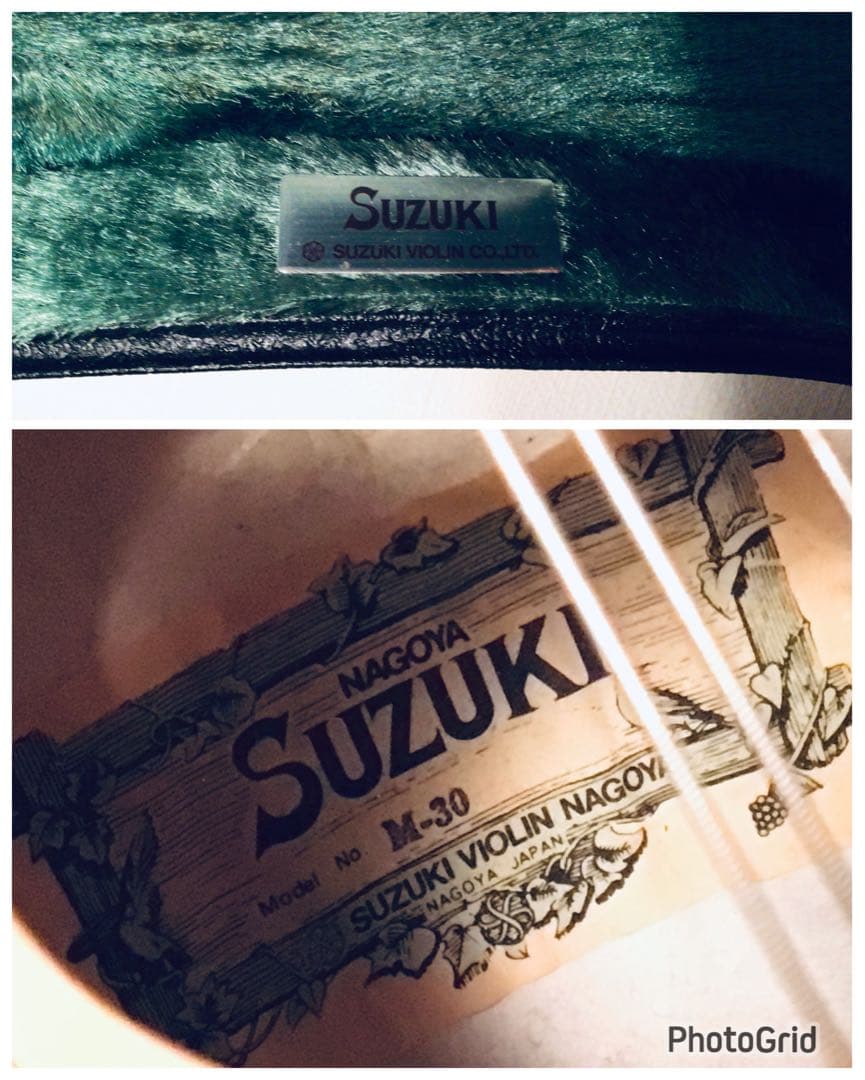 SUZUKI
SUZUKI VIOLIN CO.,LTD.
NAGOYA
SUZUKI
Model No. M-30
SUZUKI VIOLIN NAGOYA
NAGOYA JAPAN
PhotoGrid